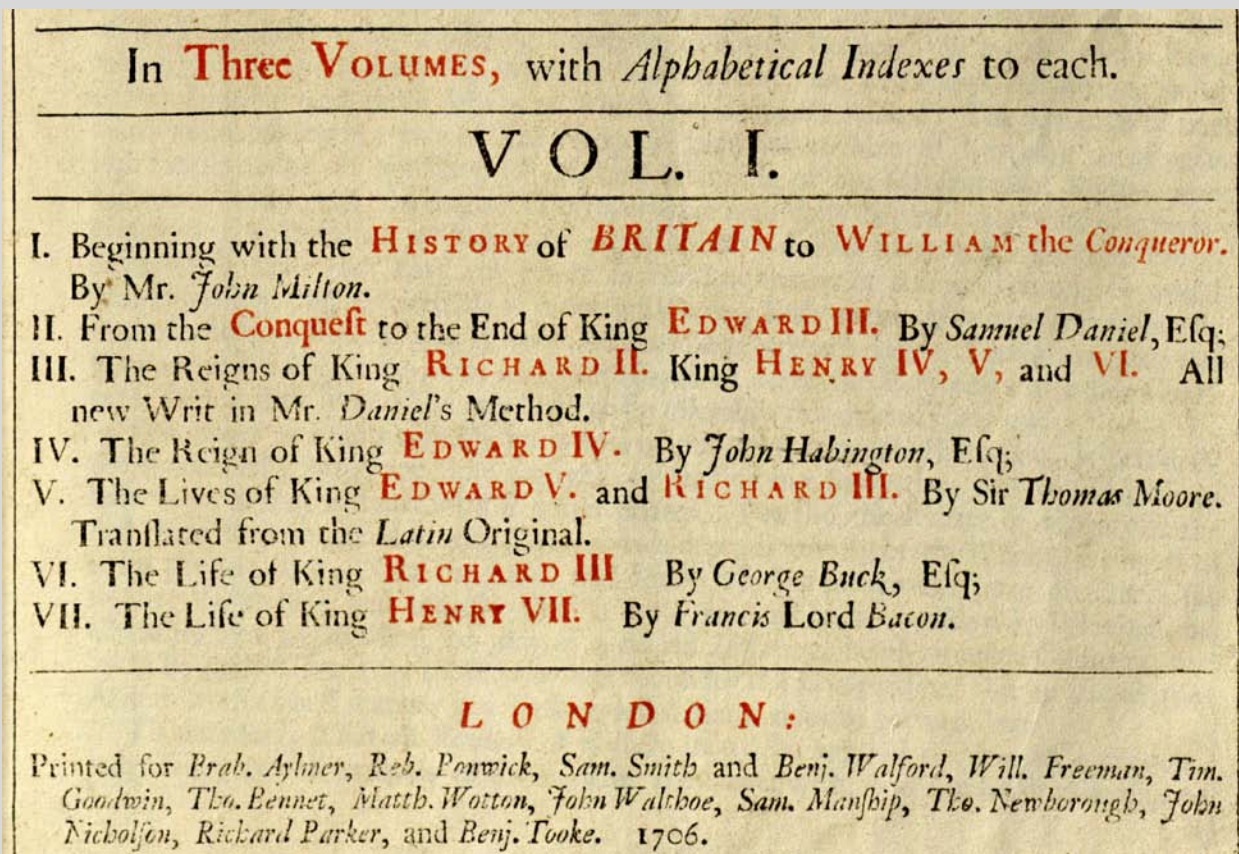 In Three VOLUMES, with Alphabetical Indexes to each.
VOL. I.
I. Beginning with the HISTORY of BRITAIN to WILLIAM the Conqueror.
By Mr. John Milton.
II. From the Conqueſt to the End of King EDWARD III. By Samuel Daniel, Eſq;
III. The Reigns of King RICHARD II. King HENRY IV, V, and VI. All
new Writ in Mr. Daniel's Method.
IV. The Reign of King EDWARD IV. By John Habington, Eſq;
V. The Lives of King EDWARD V. and RICHARD III. By Sir Thomas Moore.
Tranſlated from the Latin Original.
VI. The Life of King RICHARD III By George Buck, Eſq;
VII. The Life of King HENRY VII. By Francis Lord Bacon.
LONDON:
Printed for Brab. Aylmer, Reb. Bonwick, Sam. Smith and Benj. Walford, Will. Freeman, Tim.
Goodwin, Tho. Bennet, Matth. Wotton, John Walthoe, Sam. Manſhip, Tho. Newborough, John
Nicholſon, Richard Parker, and Benj. Tooke. 1706.